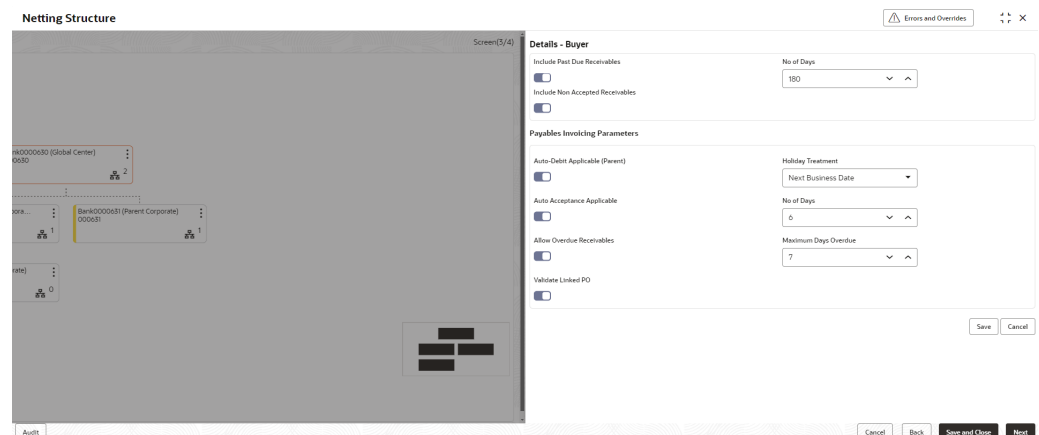 Netting Structure
Errors and Overrides
Screen(3/4)
Details - Buyer
Include Past Due Receivables
No of Days
180
Include Non Accepted Receivables
nk0000630 (Global Center)
00630
2
Payables Invoicing Parameters
Auto-Debit Applicable (Parent)
Holiday Treatment
Next Business Date
pora...
1
Bank0000631 (Parent Corporate)
000631
1
Auto Acceptance Applicable
No of Days
6
Allow Overdue Receivables
Maximum Days Overdue
7
rate)
0
Validate Linked PO
Save
Cancel
Audit
Cancel
Back
Save and Close
Next